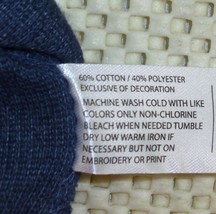 60% COTTON / 40% POLYESTER
EXCLUSIVE OF DECORATION
MACHINE WASH COLD WITH LIKE
COLORS ONLY NON-CHLORINE
BLEACH WHEN NEEDED TUMBLE
DRY LOW WARM IRON IF
NECESSARY BUT NOT ON
EMBROIDERY OR PRINT